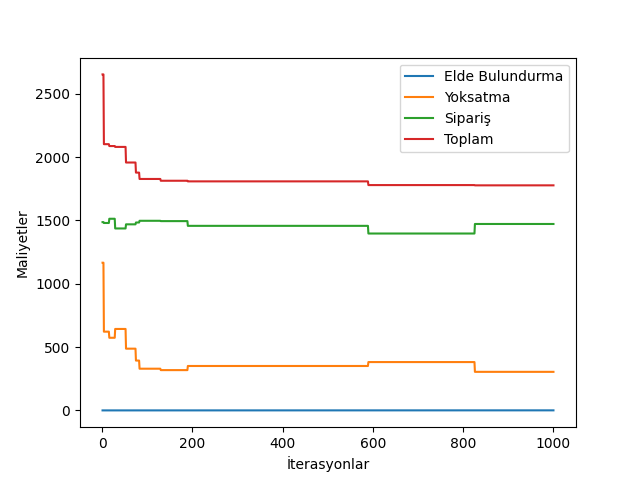 Elde Bulundurma
Yoksatma
Sipariş
Toplam
Maliyetler
2500
2000
1500
1000
500
0
0 200 400 600 800 1000
İterasyonlar